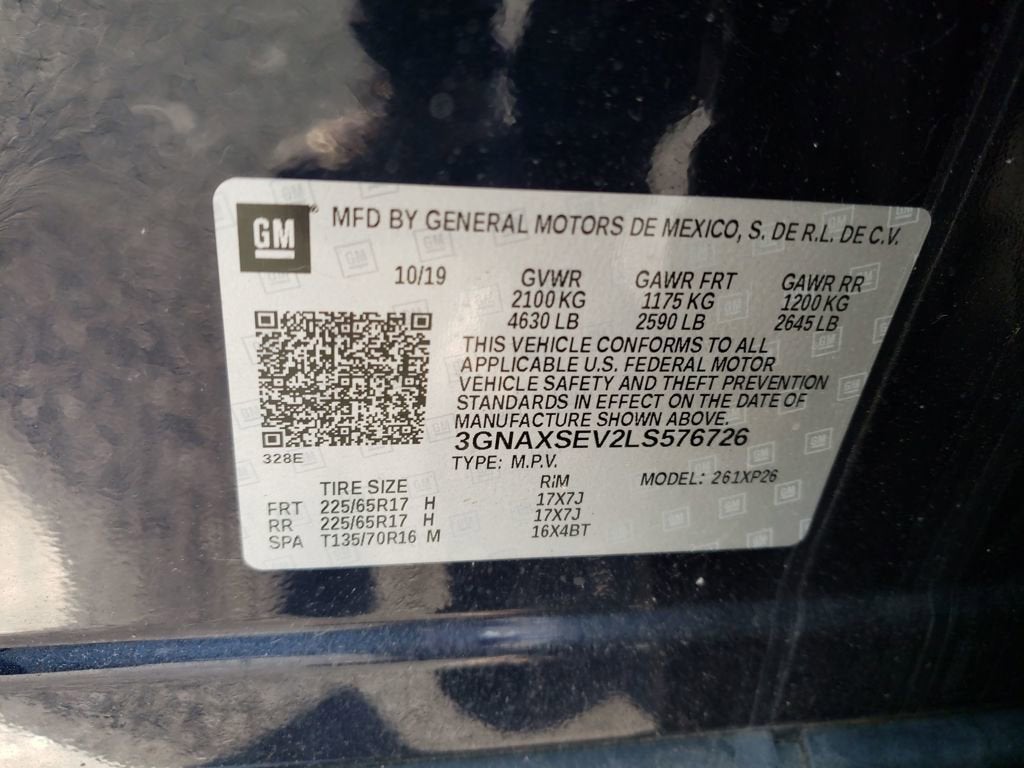 GM® MFD BY GENERAL MOTORS DE MEXICO, S. DE R.L. DE C.V.
10/19 GVWR GAWR FRT GAWR RR
2100 KG 1175 KG 1200 KG
4630 LB 2590 LB 2645 LB
THIS VEHICLE CONFORMS TO ALL
APPLICABLE U.S. FEDERAL MOTOR
VEHICLE SAFETY AND THEFT PREVENTION
STANDARDS IN EFFECT ON THE DATE OF
MANUFACTURE SHOWN ABOVE.
3GNAXSEV2LS576726
328E
TYPE: M.P.V. MODEL: 261XP26
TIRE SIZE RIM
FRT 225/65R17 H 17X7J
RR 225/65R17 H 17X7J
SPA T135/70R16 M 16X4BT